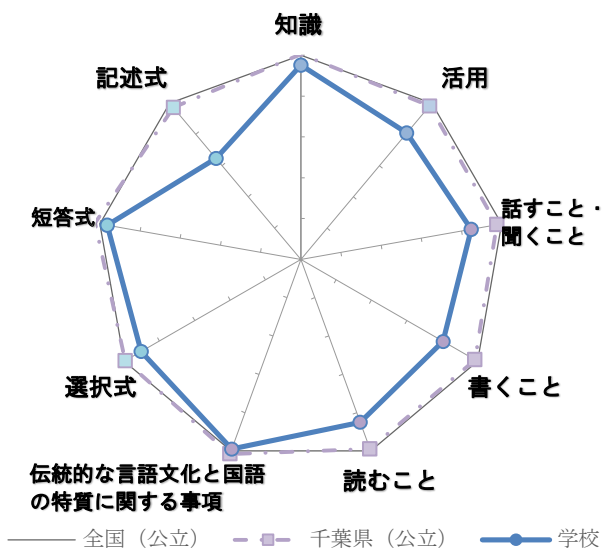 知識
活用
話すこと・
聞くこと
書くこと
読むこと
伝統的な言語文化と国語
の特質に関する事項
選択式
短答式
記述式
全国（公立）
千葉県（公立）
学校